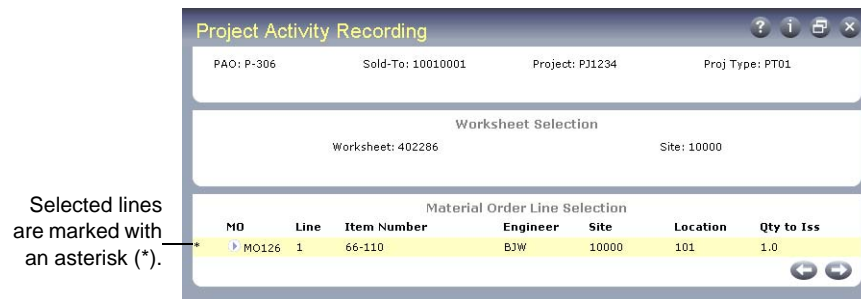 Project Activity Recording
PAO: P-306 Sold-To: 10010001 Project: PJ1234 Proj Type: PT01
Worksheet Selection
Worksheet: 402286 Site: 10000
Material Order Line Selection
MO Line Item Number Engineer Site Location Qty to Iss
* MO126 1 66-110 BJW 10000 101 1.0
Selected lines
are marked with
an asterisk (*).